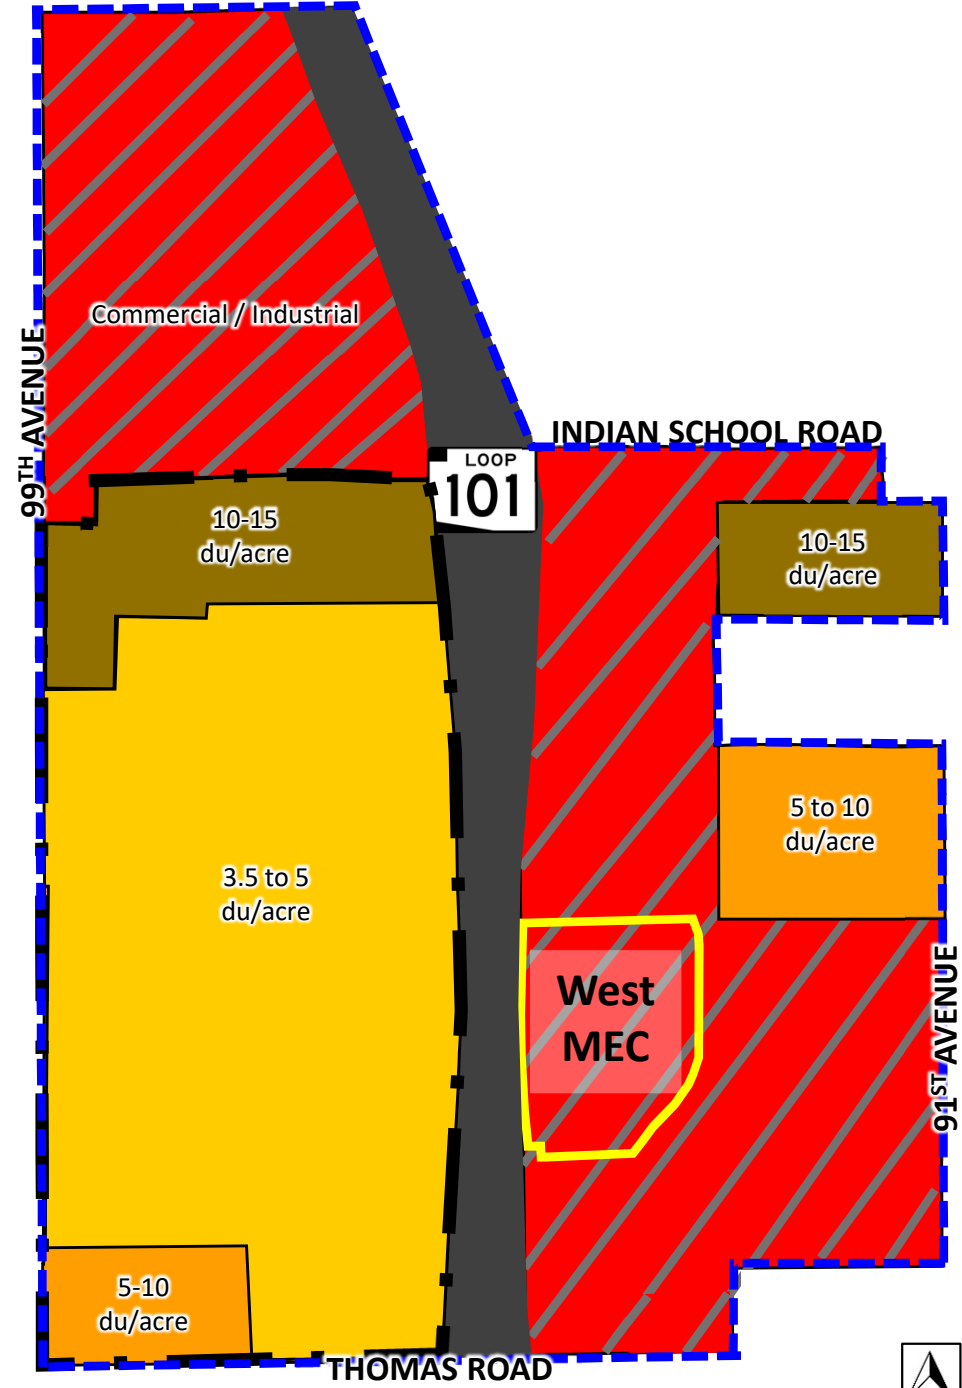 Commercial / Industrial
99TH AVENUE
INDIAN SCHOOL ROAD
LOOP
101
10-15
du/acre
10-15
du/acre
5 to 10
du/acre
3.5 to 5
du/acre
West
MEC
91ST AVENUE
5-10
du/acre
THOMAS ROAD